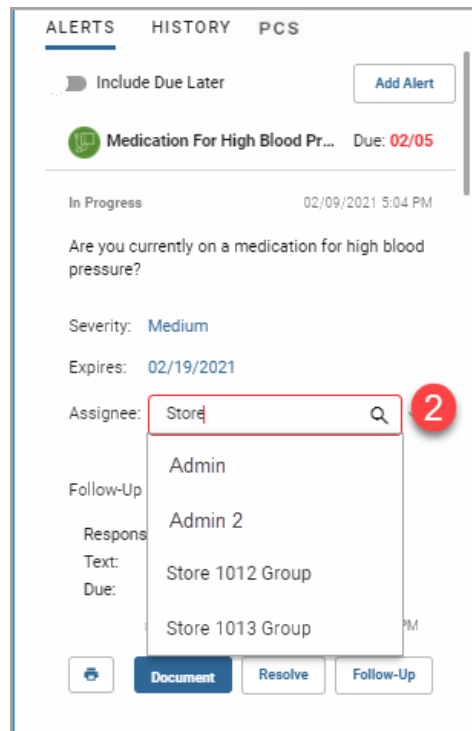 ALERTS HISTORY PCS
Include Due Later Add Alert
Medication For High Blood Pr... Due: 02/05
In Progress 02/09/2021 5:04 PM
Are you currently on a medication for high blood
pressure?
Severity: Medium
Expires: 02/19/2021
Assignee: Store 2
Admin
Follow-Up
Admin 2
Respons
Text:
Store 1012 Group
Due:
Store 1013 Group PM
Document Resolve Follow-Up